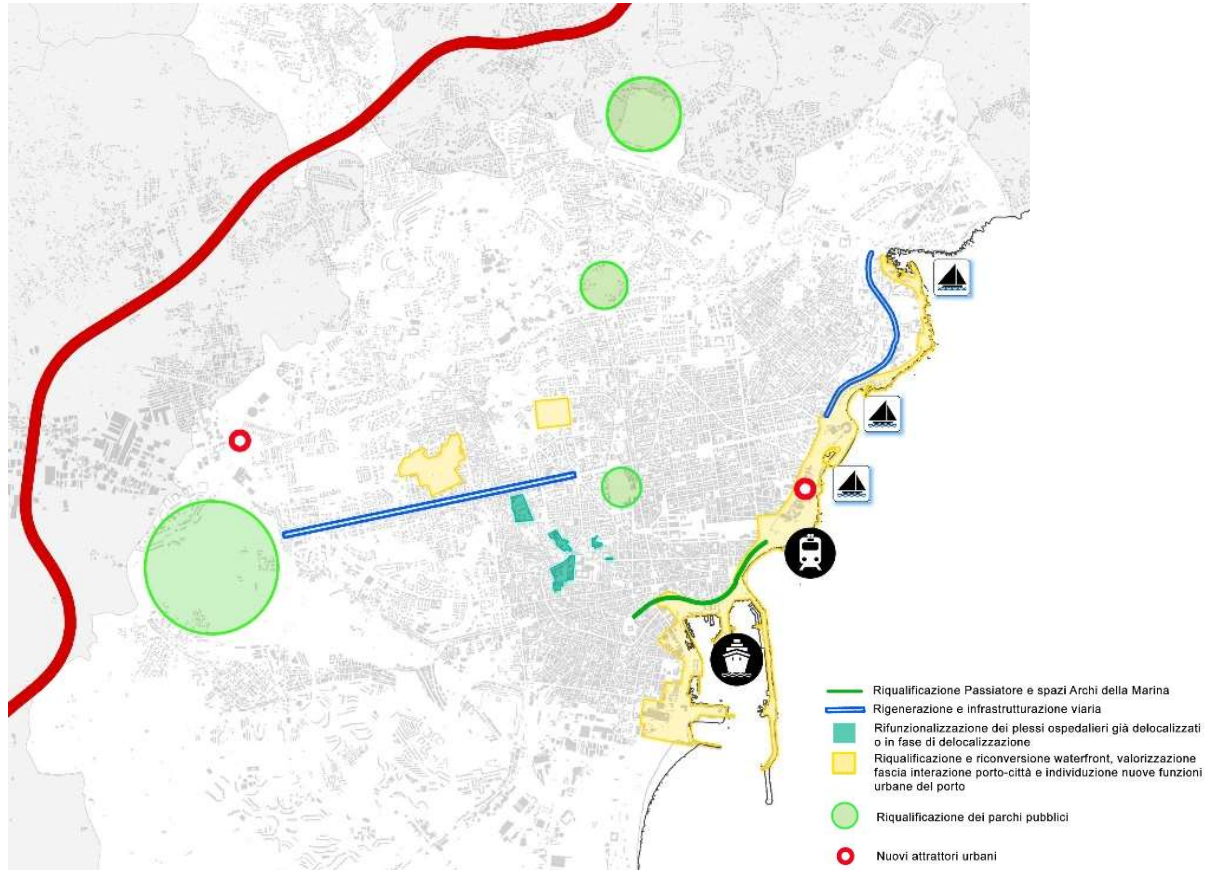 Riqualificazione Passiatore e spazi Archi della Marina
Rigenerazione e infrastrutturazione viaria
Rifunzionalizzazione dei plessi ospedalieri già delocalizzati
o in fase di delocalizzazione
Riqualificazione e riconversione waterfront, valorizzazione
fascia interazione porto-città e individuzione nuove funzioni
urbane del porto
Riqualificazione dei parchi pubblici
Nuovi attrattori urbani